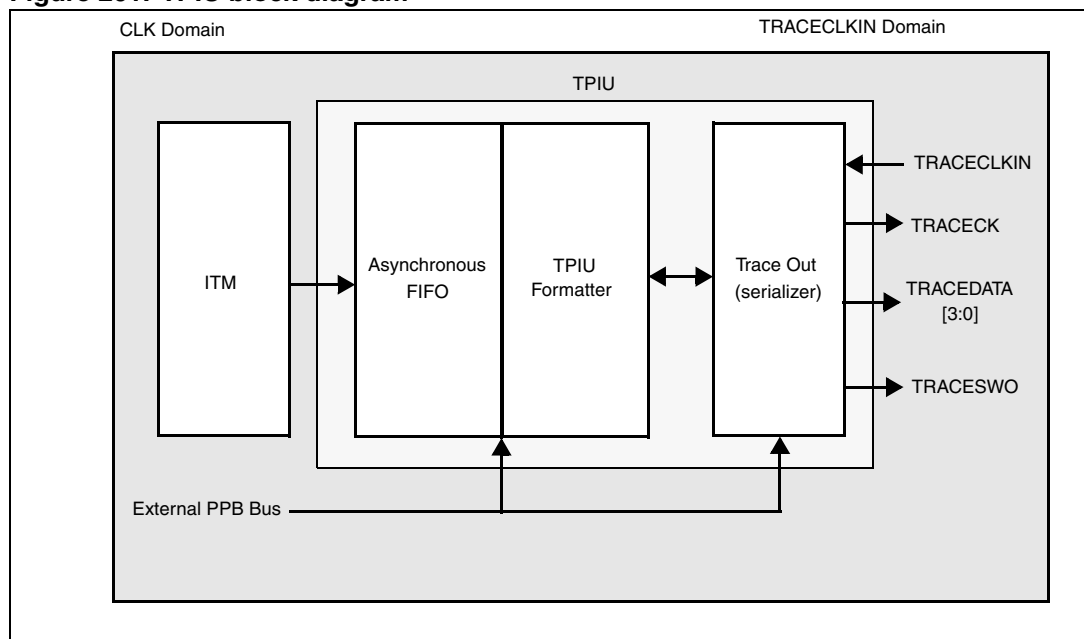 CLK Domain
TRACECLKIN Domain
TPIU
ITM
Asynchronous
FIFO
TPIU
Formatter
Trace Out
(serializer)
TRACECLKIN
TRACECK
TRACEDATA
[3:0]
TRACESWO
External PPB Bus